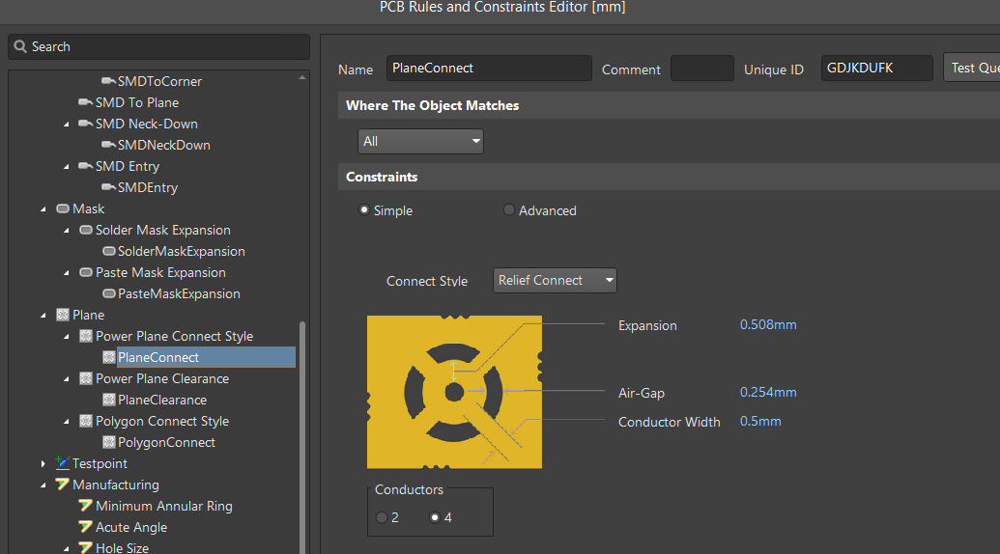 PCB Rules and Constraints Editor [mm]
Search
SMDToCorner
SMD To Plane
SMD Neck-Down
SMDNeckDown
SMD Entry
SMDEntry
Mask
Solder Mask Expansion
SolderMaskExpansion
Paste Mask Expansion
PasteMaskExpansion
Plane
Power Plane Connect Style
PlaneConnect
Power Plane Clearance
PlaneClearance
Polygon Connect Style
PolygonConnect
Testpoint
Manufacturing
Minimum Annular Ring
Acute Angle
Hole Size
Name PlaneConnect Comment Unique ID GDJKDUFK Test Que
Where The Object Matches
All
Constraints
Simple Advanced
Connect Style Relief Connect
Expansion 0.508mm
Air-Gap 0.254mm
Conductor Width 0.5mm
Conductors
2 4